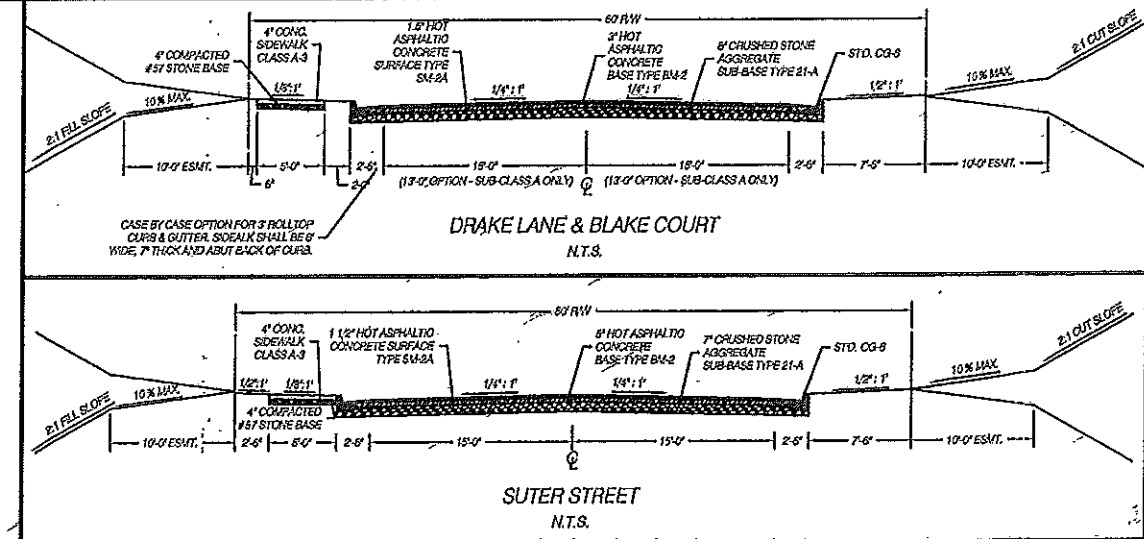 60' R/W
4" COMPACTED
#57 STONE BASE
4" CONC.
SIDEWALK
CLASS A-3
1.5" HOT
ASPHALTIC
CONCRETE
SURFACE TYPE
SM-2A
3" HOT
ASPHALTIC
CONCRETE
BASE TYPE BM-2
6" CRUSHED STONE
AGGREGATE
SUB-BASE TYPE 21-A
STD. CG-6
2:1 CUT SLOPE
10% MAX.
1/4" : 1'
1/4" : 1'
1/2" : 1'
10% MAX.
2:1 FILL SLOPE
10'-0" ESMT.
6"
5'-0"
2-0"
2'-6"
15'-0"
15'-0"
2'-6"
7'-6"
10'-0" ESMT.
(13'-0" OPTION - SUB-CLASS A ONLY)
(13'-0" OPTION - SUB-CLASS A ONLY)
CASE BY CASE OPTION FOR 3' ROLLTOP
CURB & GUTTER. SIDEALK SHALL BE 6'
WIDE, 7" THICK AND ABUT BACK OF CURB.
DRAKE LANE & BLAKE COURT
N.T.S.
60' R/W
4" CONC.
SIDEWALK
CLASS A-3
1 1/2" HOT ASPHALTIC
CONCRETE SURFACE
TYPE SM-2A
HOT ASPHALTIC
CONCRETE
BASE TYPE BM-2
7" CRUSHED STONE
AGGREGATE
SUB-BASE TYPE 21-A
STD. CG-6
2:1 CUT SLOPE
10% MAX.
1/2" : 1'
1/4" : 1'
1/4" : 1'
1/2" : 1'
10% MAX.
2:1 FILL SLOPE
4" COMPACTED
#57 STONE BASE
10'-0" ESMT.
2'-6"
2'-6"
15'-0"
15'-0"
2'-6"
7'-6"
10'-0" ESMT.
SUTER STREET
N.T.S.